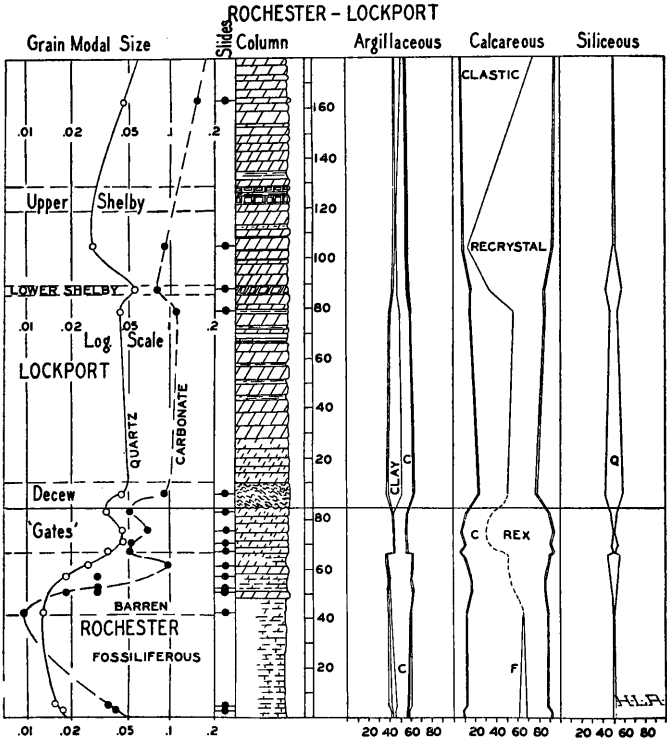 ROCHESTER – LOCKPORT
Grain Modal Size
Slides
Column
Argillaceous
Calcareous
Siliceous
CLASTIC
160
.01 .02 .05 .1 .2
140
Upper Shelby
120
RECRYSTAL
100
LOWER SHELBY
80
.01 .02 .05 .1 .2
Log Scale
60
LOCKPORT
QUARTZ
CARBONATE
40
20
CLAY
C
Q
Decew
80
'Gates'
C
REX
60
BARREN
40
ROCHESTER
FOSSILIFEROUS
20
C
F
H.L.A.
.01 .02 .05 .1 .2
20 40 60 80
20 40 60 80
20 40 60 80 100